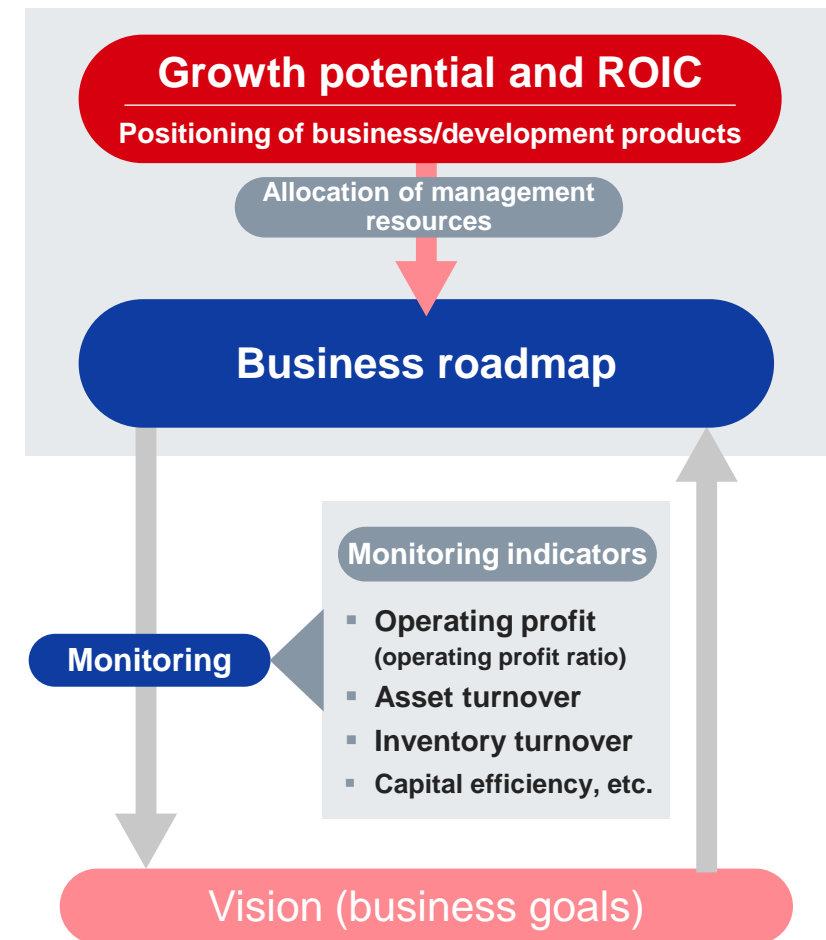 Growth potential and ROIC
Positioning of business/development products
Allocation of management
resources
Business roadmap
Monitoring indicators
▪ Operating profit
(operating profit ratio)
Monitoring
▪ Asset turnover
▪ Inventory turnover
▪ Capital efficiency, etc.
Vision (business goals)